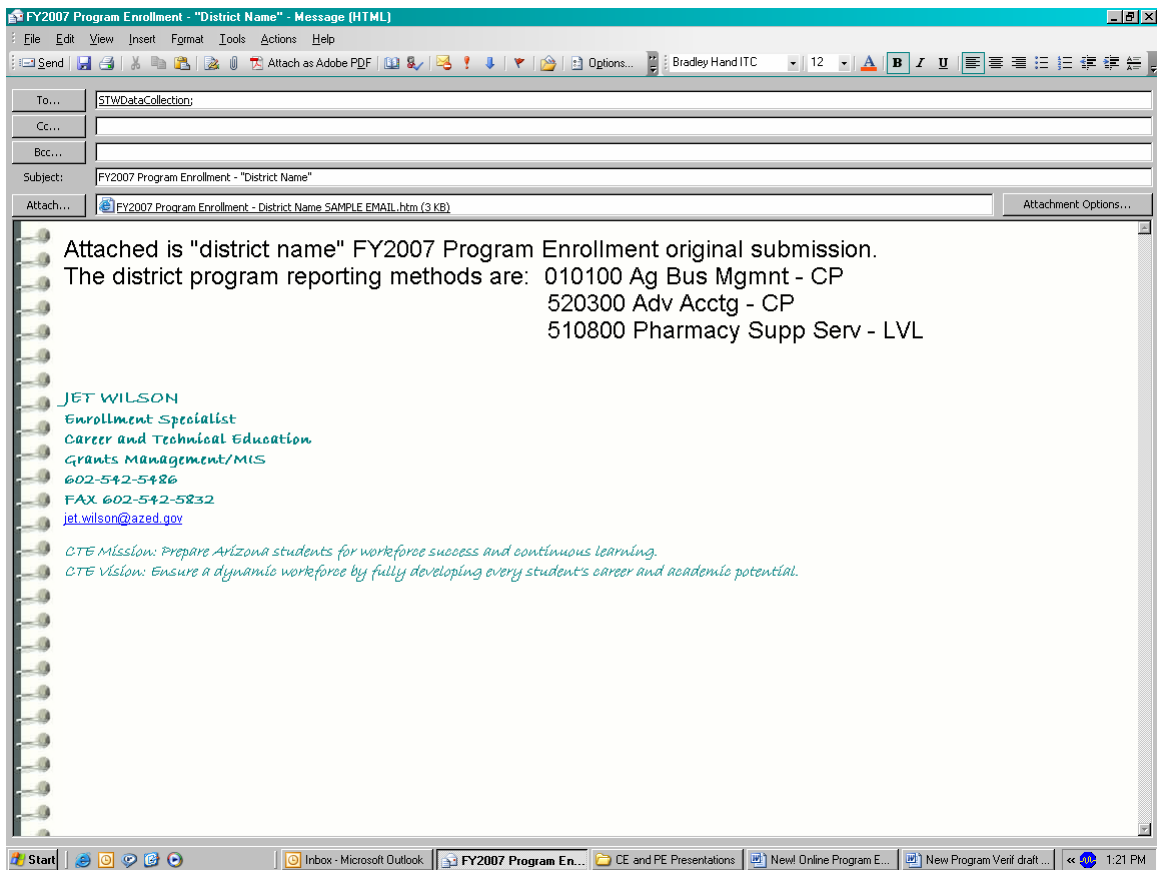 FY2007 Program Enrollment - "District Name" - Message (HTML)
File Edit View Insert Format Tools Actions Help
Send Attach as Adobe PDF Options... Bradley Hand ITC 12 A B I U
To... STWDataCollection;
Cc...
Bcc...
Subject: FY2007 Program Enrollment - "District Name"
Attach... FY2007 Program Enrollment - District Name SAMPLE EMAIL.htm (3 KB) Attachment Options...
Attached is "district name" FY2007 Program Enrollment original submission.
The district program reporting methods are: 010100 Ag Bus Mgmnt - CP
520300 Adv Acctg - CP
510800 Pharmacy Supp Serv - LVL
JET WILSON
Enrollment Specialist
Career and Technical Education
Grants Management/MIS
602-542-5486
FAX 602-542-5832
jet.wilson@azed.gov
CTE Mission: Prepare Arizona students for workforce success and continuous learning.
CTE Vision: Ensure a dynamic workforce by fully developing every student's career and academic potential.
Start Inbox - Microsoft Outlook FY2007 Program En... CE and PE Presentations New! Online Program E... New Program Verif draft ... « 1:21 PM